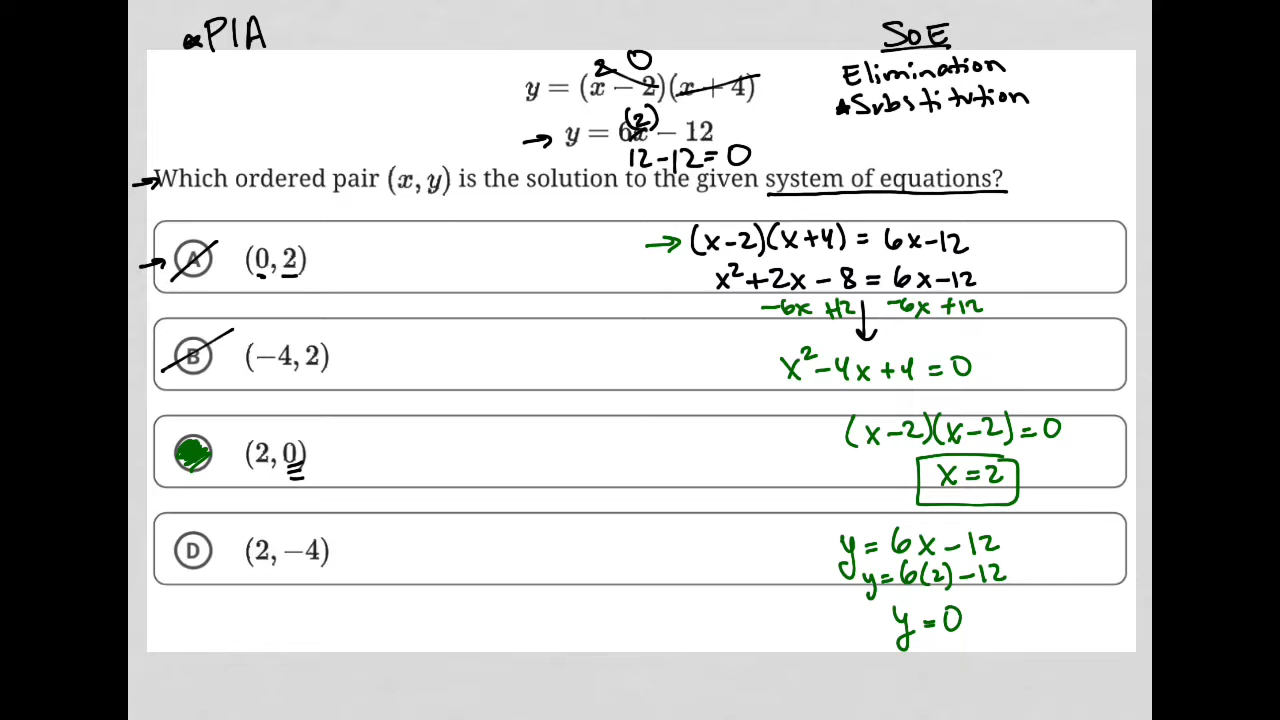 *PIA
SoE
Elimination
*Substitution
2 0
y = (x − 2)(x + 4)
(2)
→ y = 6x − 12
12-12=0
→ Which ordered pair (x, y) is the solution to the given system of equations?
→ A (0, 2)
B (−4, 2)
(2, 0)
D (2, −4)
→ (x-2)(x+4) = 6x-12
x²+2x-8 = 6x-12
-6x +12 -6x +12
x²-4x+4=0
(x-2)(x-2)=0
x=2
y=6x-12
y=6(2)-12
y=0